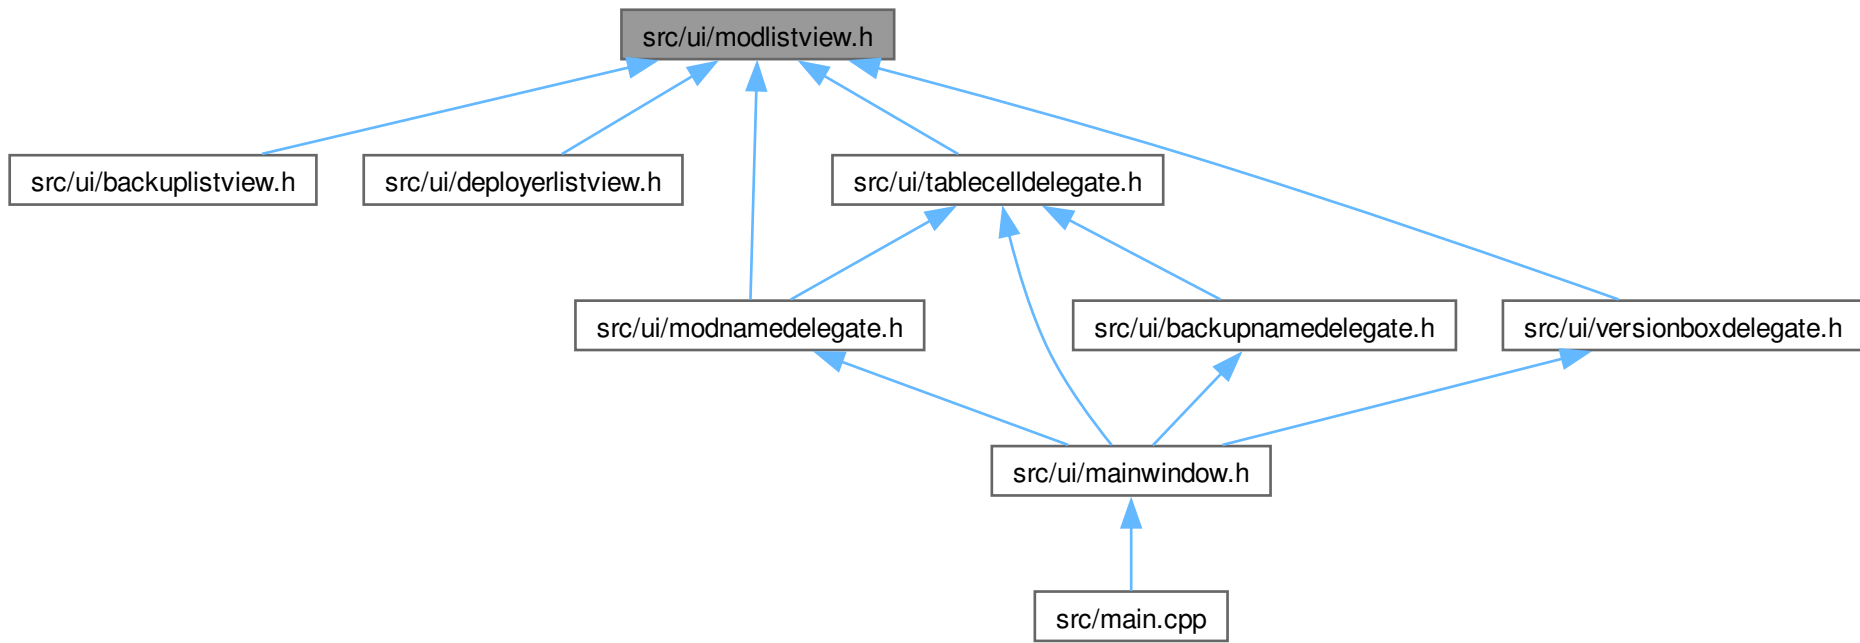 src/ui/modlistview.h
src/ui/backuplistview.h
src/ui/deployerlistview.h
src/ui/tablecelldelegate.h
src/ui/modnamedelegate.h
src/ui/backupnamedelegate.h
src/ui/versionboxdelegate.h
src/ui/mainwindow.h
src/main.cpp